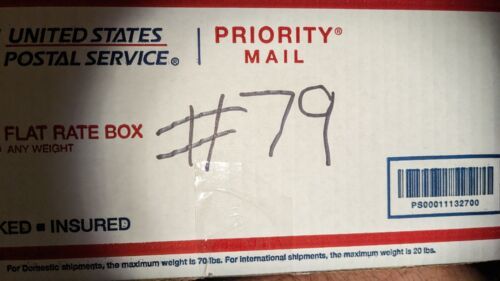 UNITED STATES
POSTAL SERVICE®
PRIORITY®
MAIL
#79
FLAT RATE BOX
ANY WEIGHT
PS00011132700
KED ■ INSURED
For Domestic shipments, the maximum weight is 70 lbs. For International shipments, the maximum weight is 20 lbs.